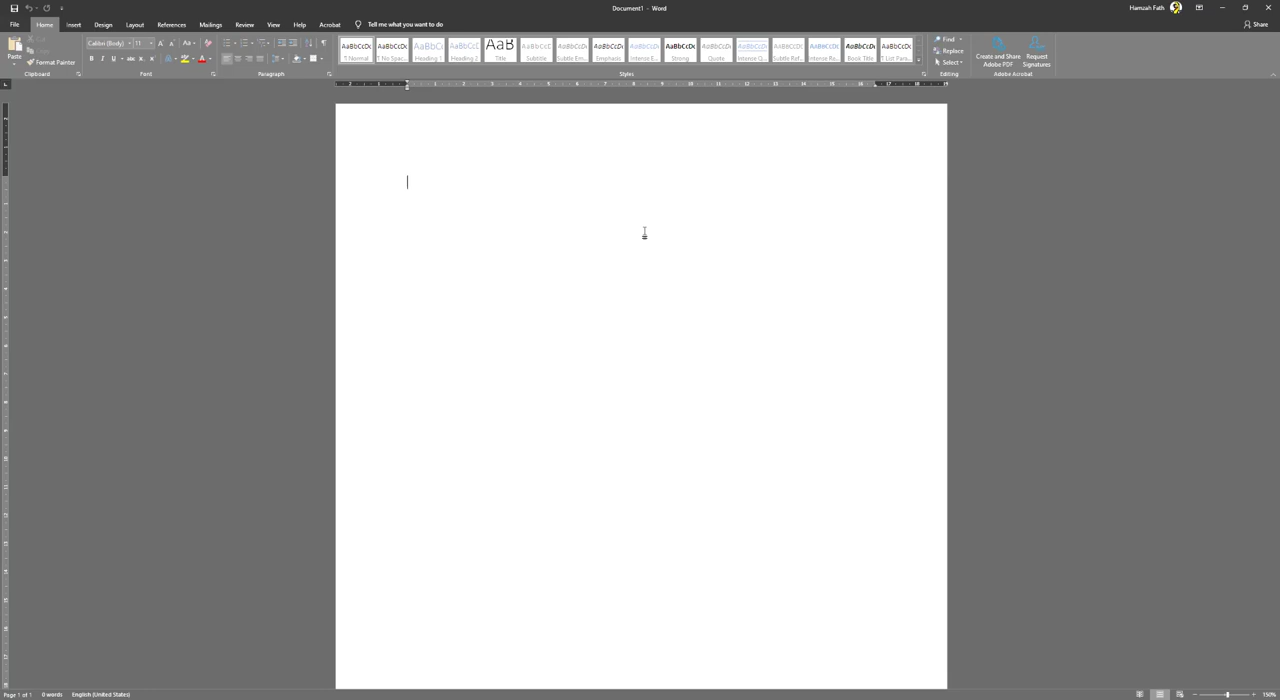 Document1 - Word
Hamzah Fath
File Home Insert Design Layout References Mailings Review View Help Acrobat Tell me what you want to do
Share
Paste
Format Painter
Clipboard
Calibri (Body) 11
Font
Paragraph
AaBbCcDc AaBbCcDc AaBbCc AaBbCcD AaB AaBbCcD AaBbCcDc AaBbCcDc AaBbCcDc AaBbCcDc AaBbCcDc AaBbCcDc AaBbCcDc AaBbCcDc AaBbCcDc AaBbCcDc
¶ Normal ¶ No Spac... Heading 1 Heading 2 Title Subtitle Subtle Em... Emphasis Intense E... Strong Quote Intense Q... Subtle Ref... Intense Re... Book Title ¶ List Para...
Styles
Find
Replace
Select
Editing
Create and Share Request
Adobe PDF Signatures
Adobe Acrobat
Page 1 of 1 0 words English (United States)
150%